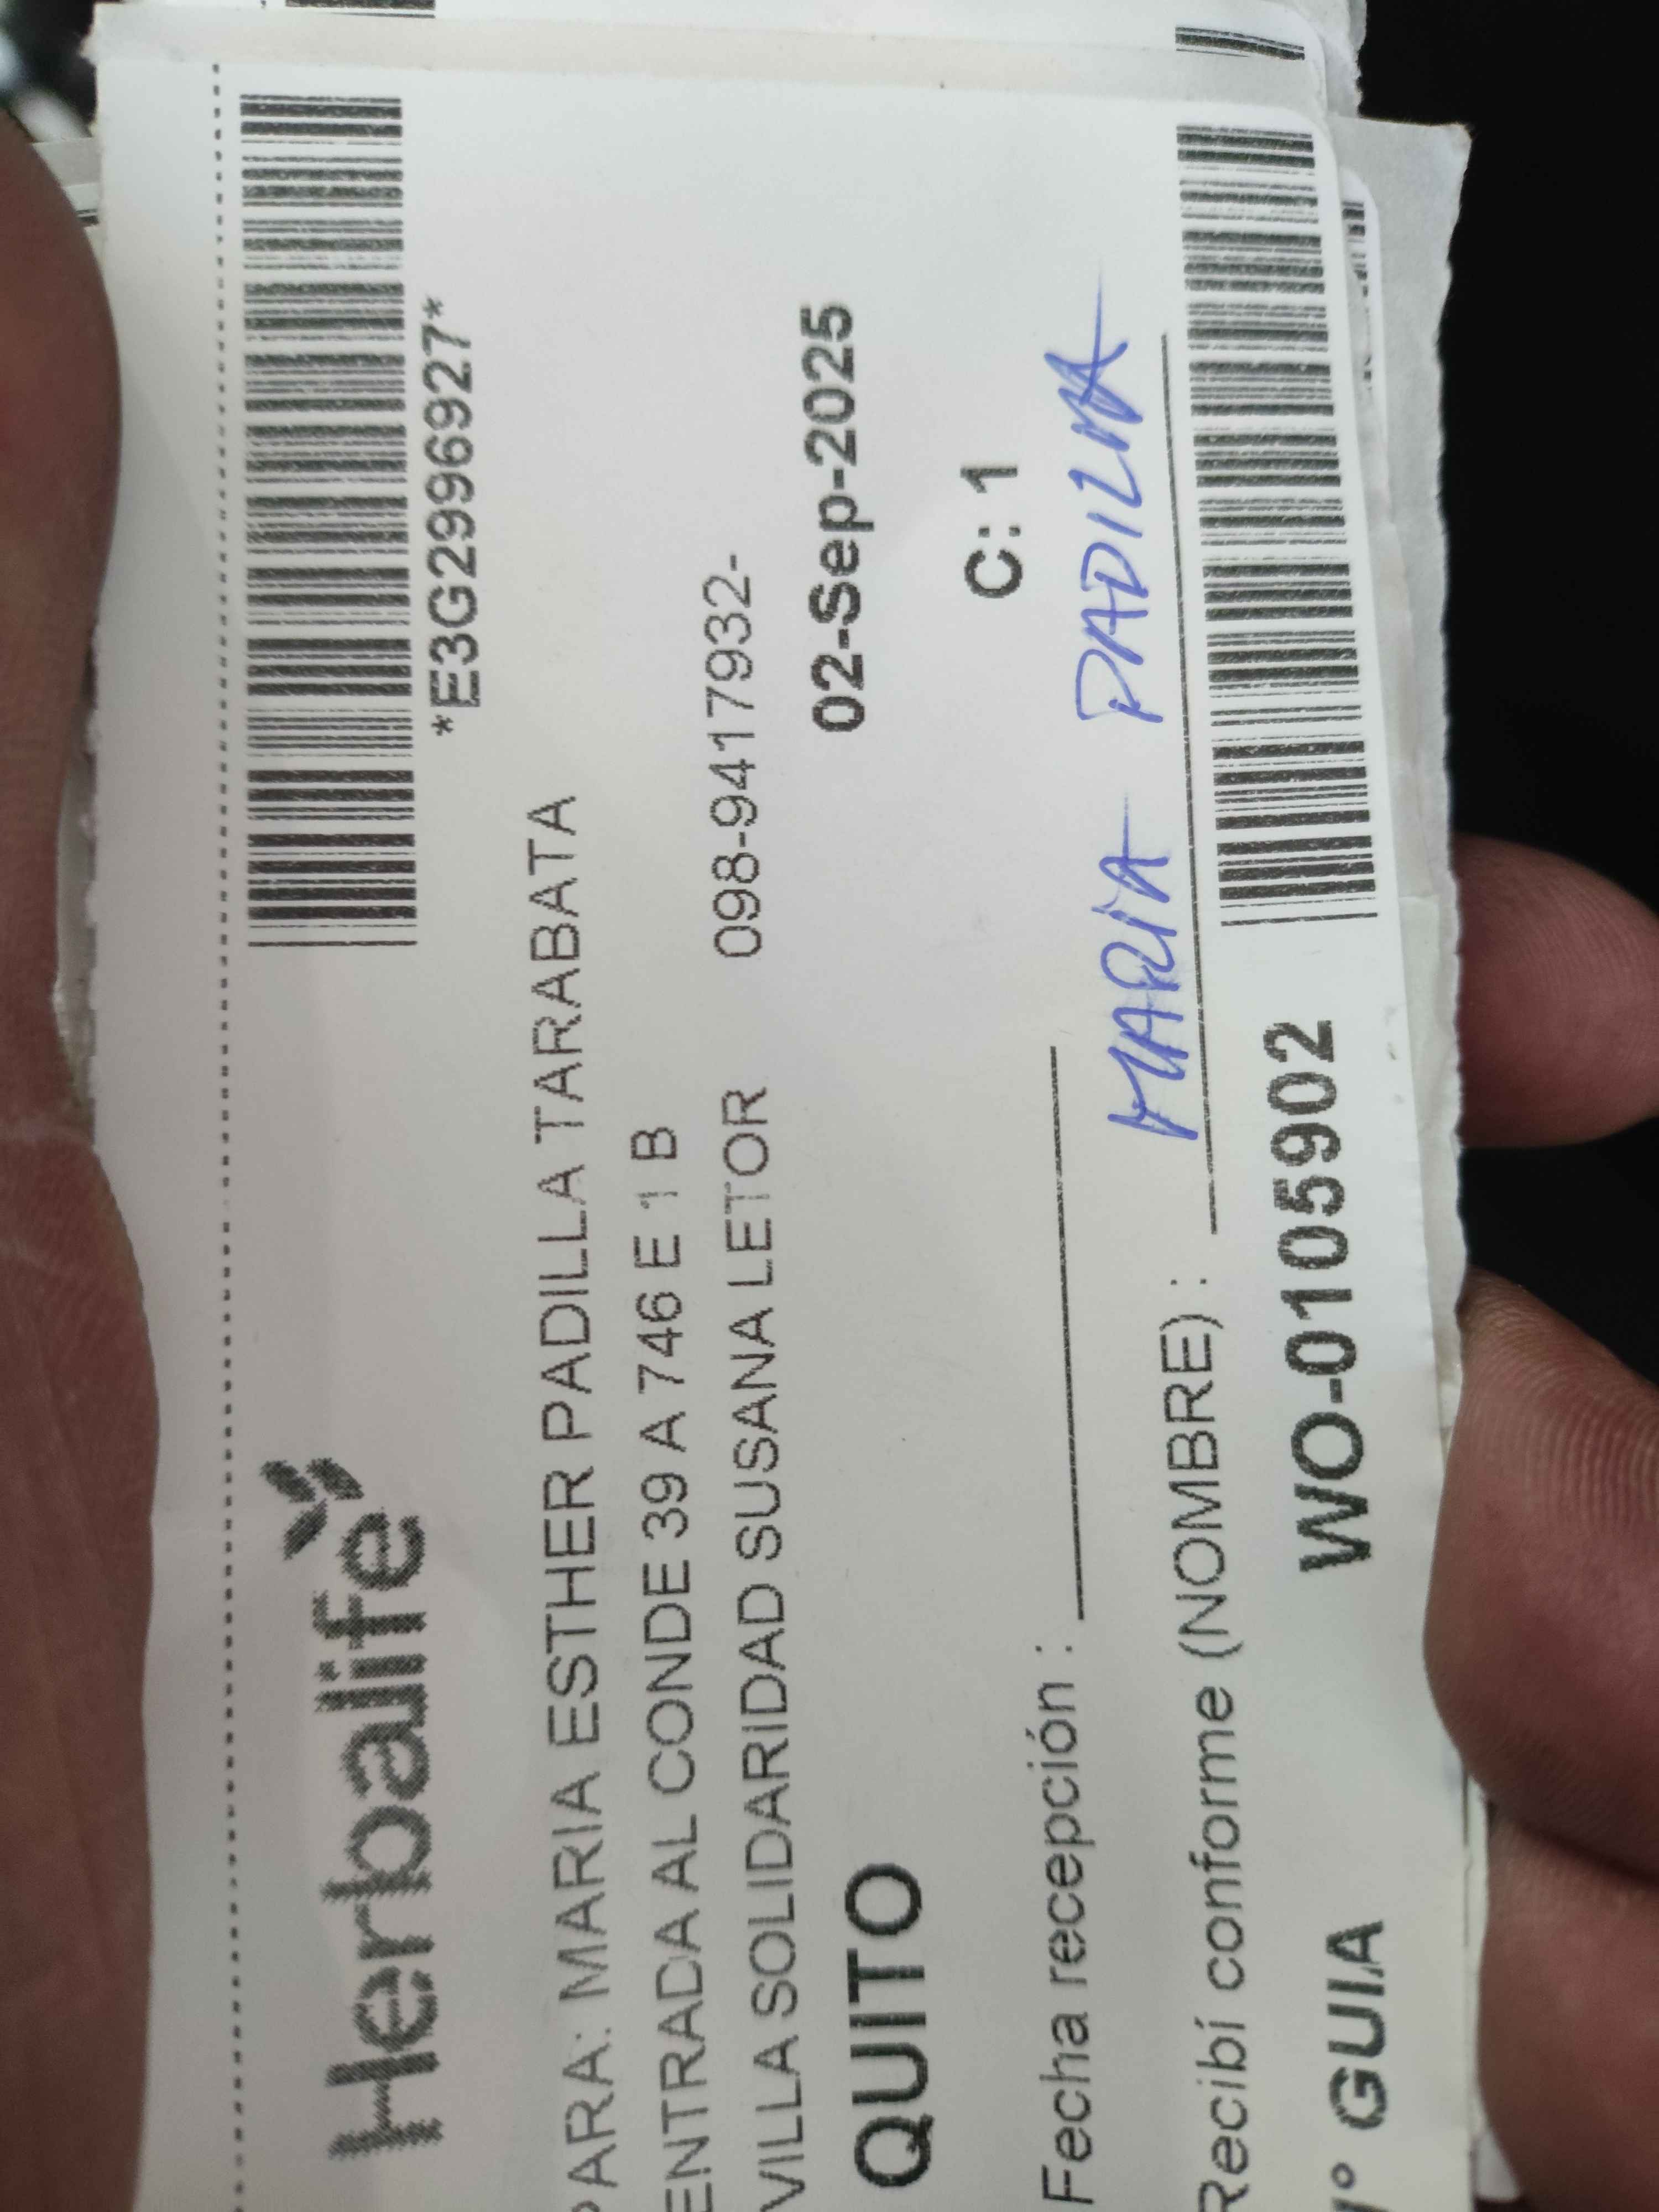 Herbalife
*E3G2996927*
PARA: MARIA ESTHER PADILLA TARABATA
ENTRADA AL CONDE 39 A 746 E 1 B
VILLA SOLIDARIDAD SUSANA LETOR 098-9417932-
QUITO 02-Sep-2025
C: 1
Fecha recepción :
Recibí conforme (NOMBRE) : MARIA PADILLA
N° GUIA WO-0105902